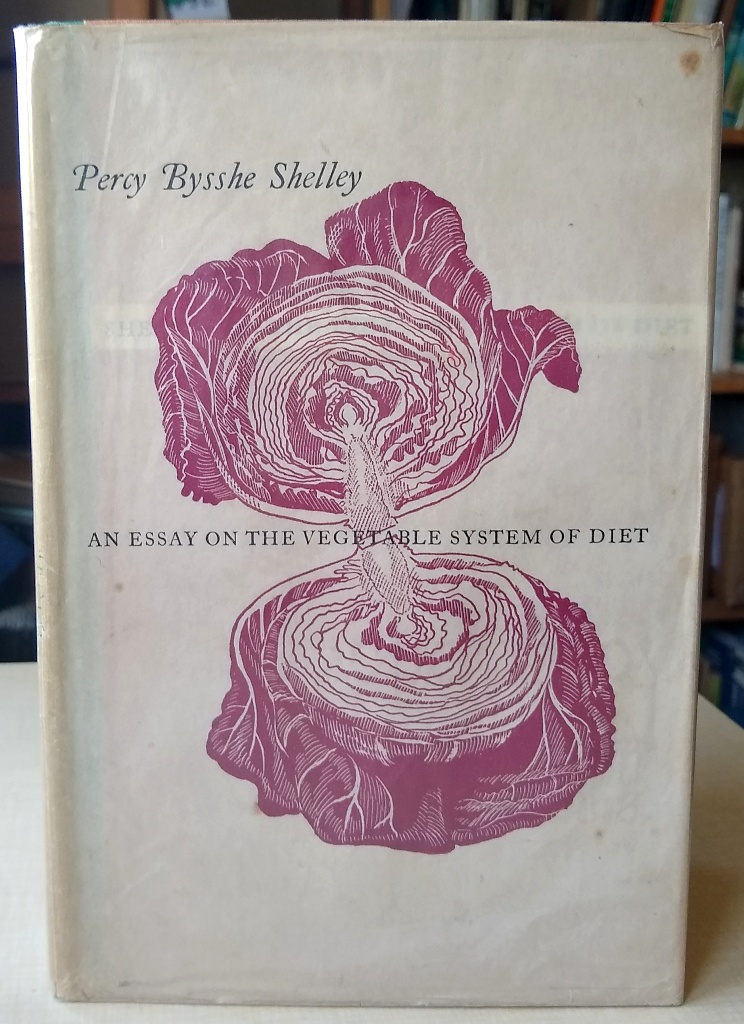 Percy Bysshe Shelley
AN ESSAY ON THE VEGETABLE SYSTEM OF DIET